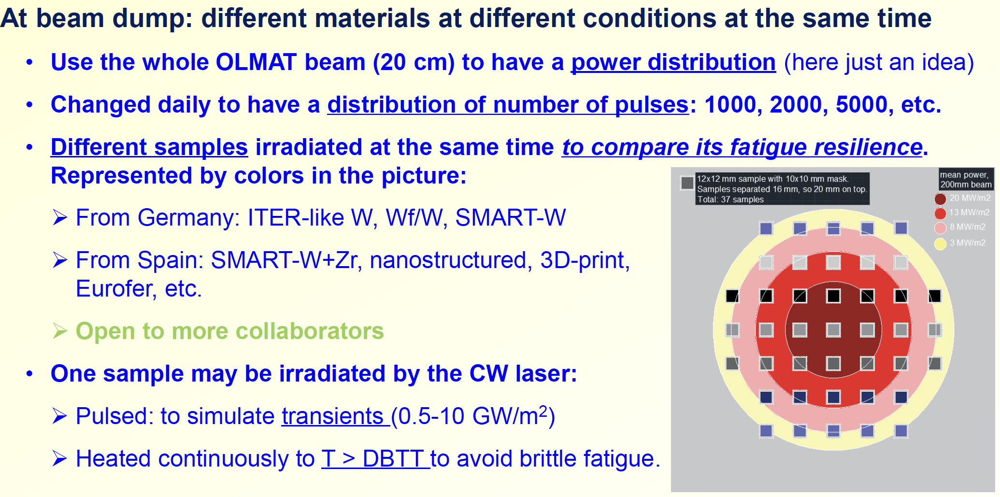 At beam dump: different materials at different conditions at the same time
• Use the whole OLMAT beam (20 cm) to have a power distribution (here just an idea)
• Changed daily to have a distribution of number of pulses: 1000, 2000, 5000, etc.
• Different samples irradiated at the same time to compare its fatigue resilience.
Represented by colors in the picture:
➢ From Germany: ITER-like W, Wf/W, SMART-W
➢ From Spain: SMART-W+Zr, nanostructured, 3D-print,
Eurofer, etc.
➢ Open to more collaborators
• One sample may be irradiated by the CW laser:
➢ Pulsed: to simulate transients (0.5-10 GW/m²)
➢ Heated continuously to T > DBTT to avoid brittle fatigue.
12x12 mm sample with 10x10 mm mask.
Samples separated 16 mm, so 20 mm on top.
Total: 37 samples
mean power,
200mm beam
20 MW/m2
13 MW/m2
8 MW/m2
3 MW/m2